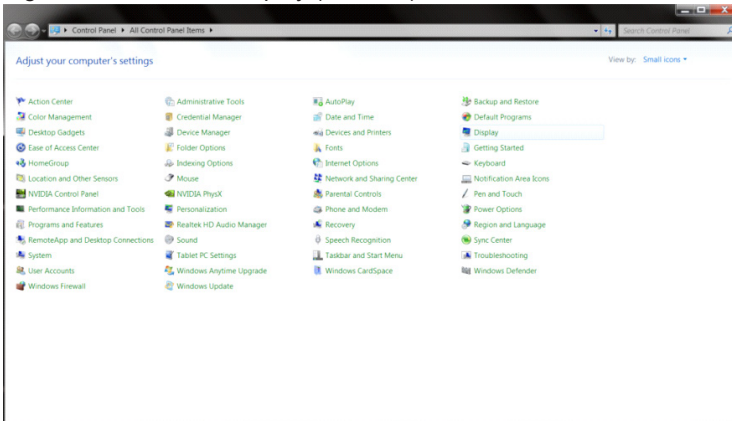 Control Panel ▸ All Control Panel Items ▸ Search Control Panel
Adjust your computer's settings View by: Small icons
Action Center Administrative Tools AutoPlay Backup and Restore
Color Management Credential Manager Date and Time Default Programs
Desktop Gadgets Device Manager Devices and Printers Display
Ease of Access Center Folder Options Fonts Getting Started
HomeGroup Indexing Options Internet Options Keyboard
Location and Other Sensors Mouse Network and Sharing Center Notification Area Icons
NVIDIA Control Panel NVIDIA PhysX Parental Controls Pen and Touch
Performance Information and Tools Personalization Phone and Modem Power Options
Programs and Features Realtek HD Audio Manager Recovery Region and Language
RemoteApp and Desktop Connections Sound Speech Recognition Sync Center
System Tablet PC Settings Taskbar and Start Menu Troubleshooting
User Accounts Windows Anytime Upgrade Windows CardSpace Windows Defender
Windows Firewall Windows Update